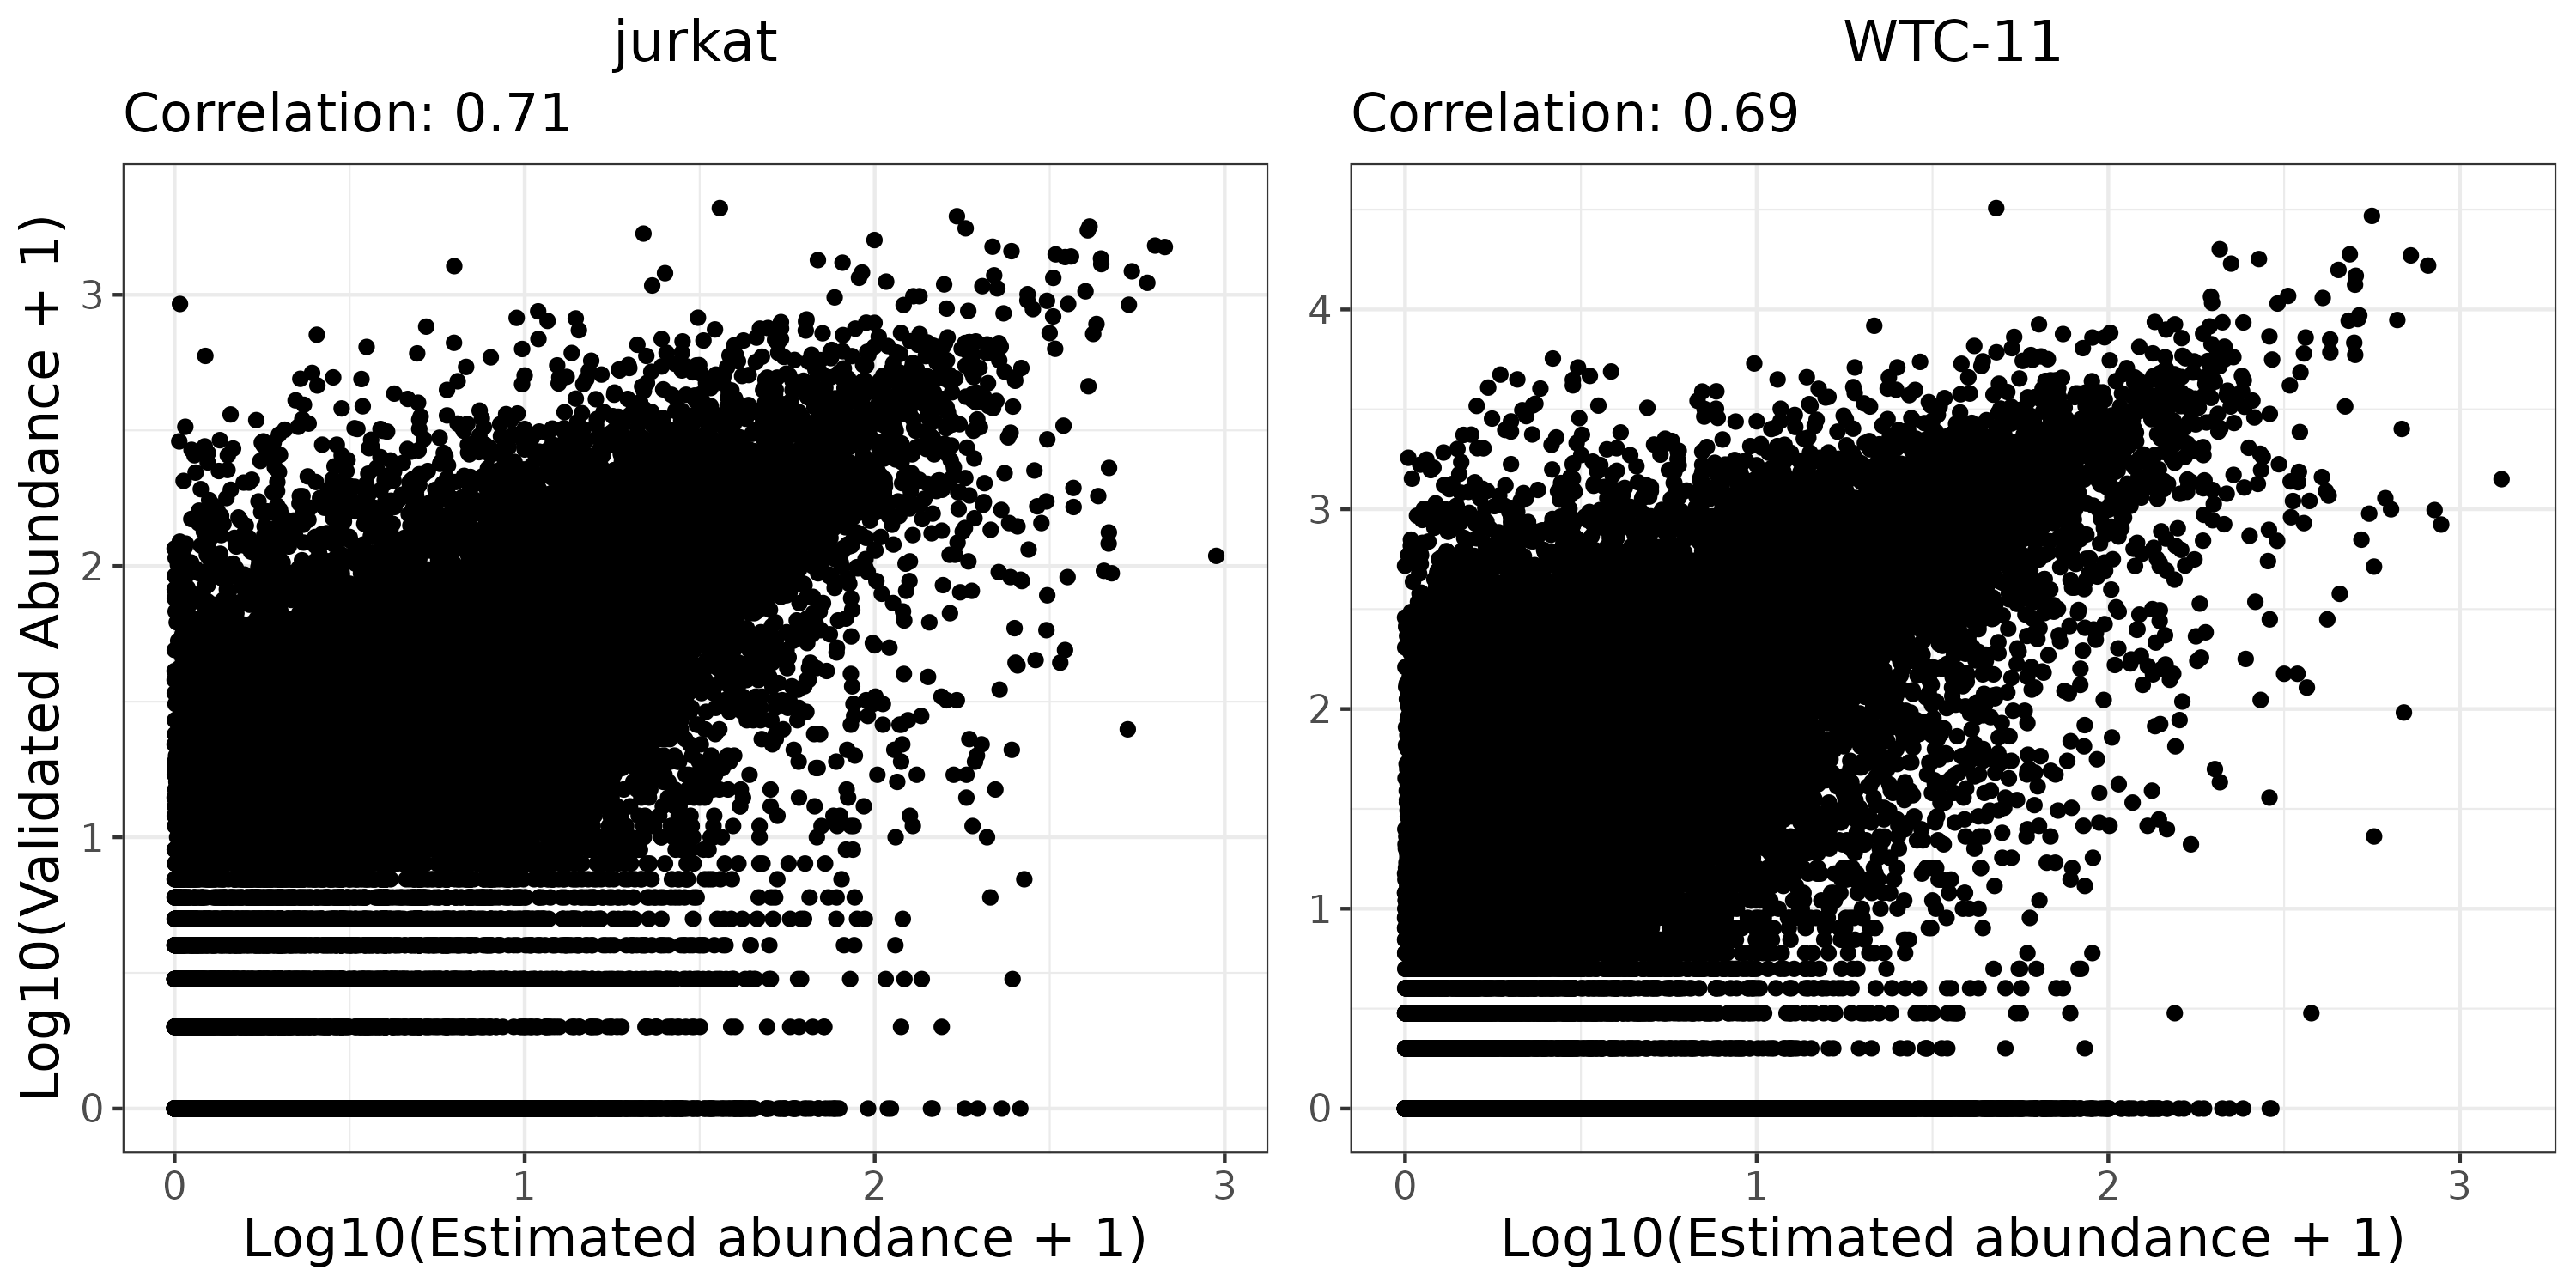 jurkat
Correlation: 0.71
Log10(Validated Abundance + 1)
3
2
1
0
0 1 2 3
Log10(Estimated abundance + 1)
WTC-11
Correlation: 0.69
4
3
2
1
0
0 1 2 3
Log10(Estimated abundance + 1)